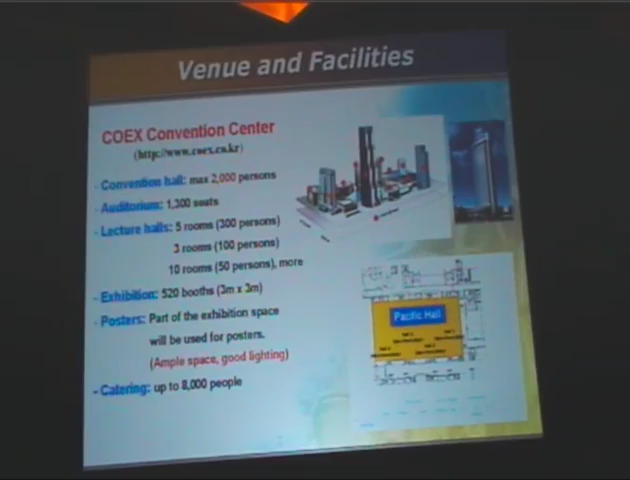 Venue and Facilities
COEX Convention Center
(http://www.coex.co.kr)
- Convention hall: max 2,000 persons
- Auditorium: 1,300 seats
- Lecture halls: 5 rooms (300 persons)
3 rooms (100 persons)
10 rooms (50 persons), more
- Exhibition: 520 booths (3m x 3m)
- Posters: Part of the exhibition space
will be used for posters.
(Ample space, good lighting)
- Catering: up to 8,000 people
Pacific Hall